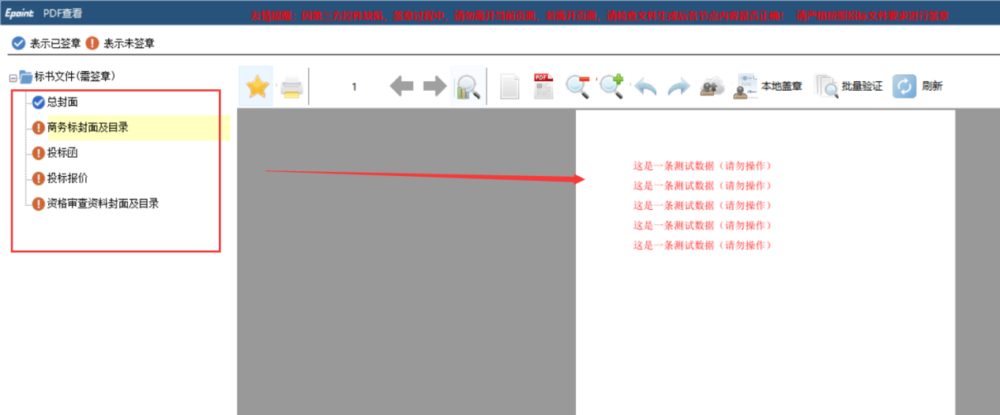 Epoint PDF查看
友情提醒：因第三方控件缺陷，签章过程中，请勿离开当前页面，若离开页面，请检查文件生成后各节点内容是否正确！ 请严格按照招标文件要求进行签章
表示已签章 表示未签章
标书文件(需签章)
总封面
商务标封面及目录
投标函
投标报价
资格审查资料封面及目录
1
PDF
本地盖章
批量验证
刷新
这是一条测试数据（请勿操作）
这是一条测试数据（请勿操作）
这是一条测试数据（请勿操作）
这是一条测试数据（请勿操作）
这是一条测试数据（请勿操作）